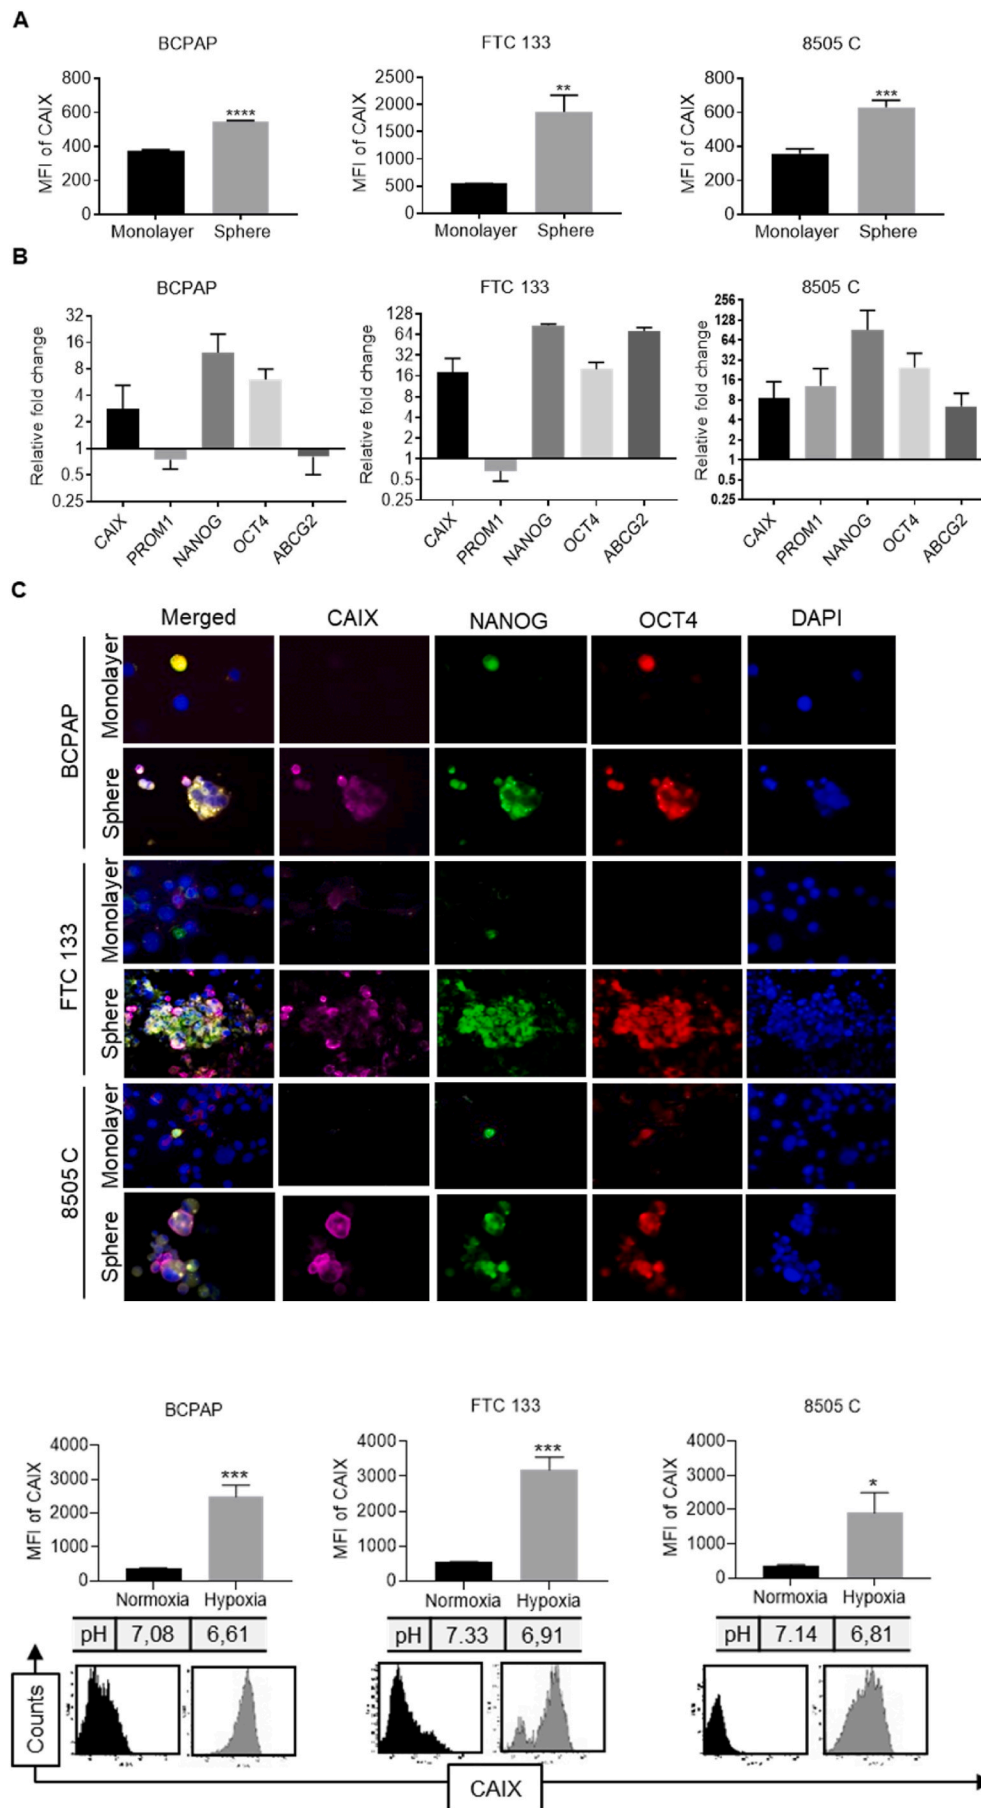 A
BCPAP
FTC 133
8505 C
MFI of CAIX
800
600
400
200
0
****
Monolayer Sphere
MFI of CAIX
2500
2000
1500
1000
500
0
**
Monolayer Sphere
MFI of CAIX
800
600
400
200
0
***
Monolayer Sphere
B
BCPAP
FTC 133
8505 C
Relative fold change
32
16
8
4
2
1
0.5
0.25
CAIX PROM1 NANOG OCT4 ABCG2
Relative fold change
128
64
32
16
8
4
2
1
0.5
0.25
CAIX PROM1 NANOG OCT4 ABCG2
Relative fold change
256
128
64
32
16
8
4
2
1
0.5
0.25
CAIX PROM1 NANOG OCT4 ABCG2
C
Merged CAIX NANOG OCT4 DAPI
BCPAP
Monolayer
Sphere
FTC 133
Monolayer
Sphere
8505 C
Monolayer
Sphere
BCPAP
FTC 133
8505 C
MFI of CAIX
4000
3000
2000
1000
0
***
Normoxia Hypoxia
pH 7,08 6,61
MFI of CAIX
4000
3000
2000
1000
0
***
Normoxia Hypoxia
pH 7.33 6,91
MFI of CAIX
4000
3000
2000
1000
0
*
Normoxia Hypoxia
pH 7.14 6,81
Counts
CAIX